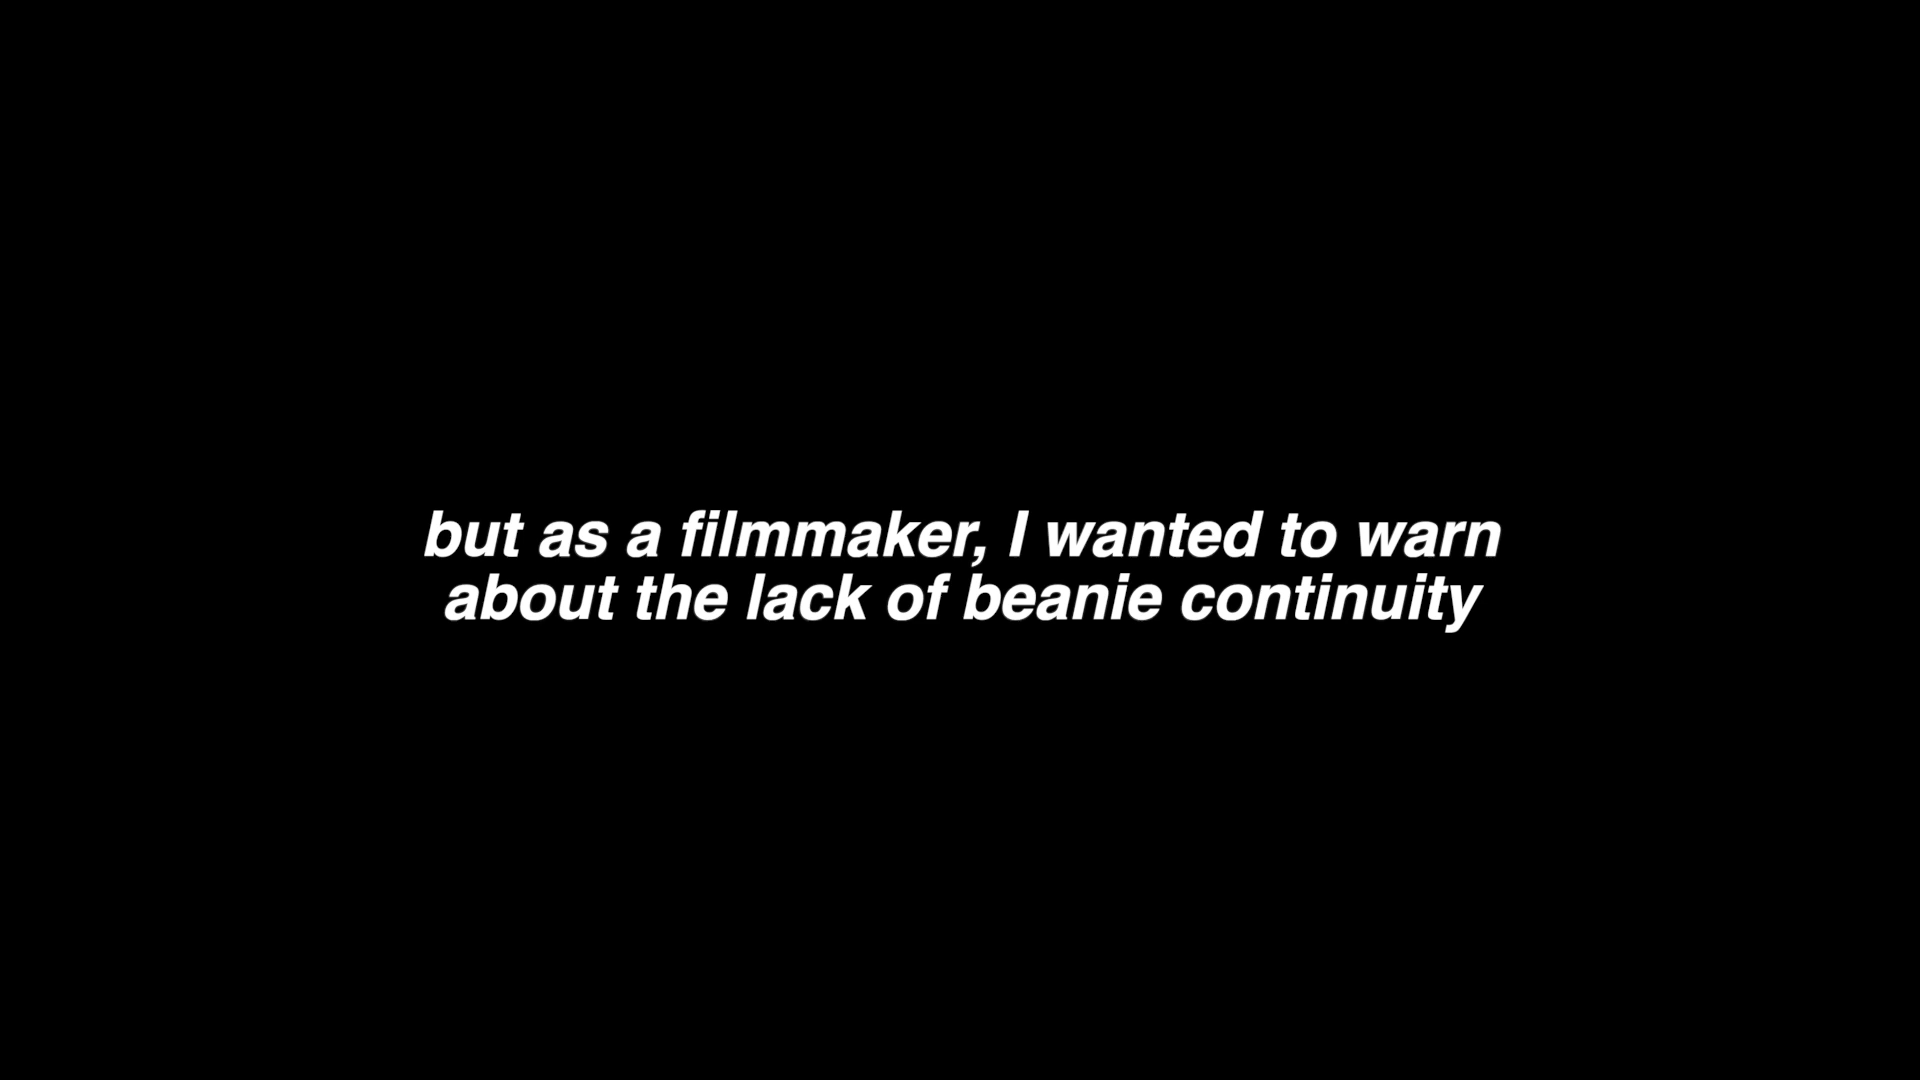 but as a filmmaker, I wanted to warn
about the lack of beanie continuity